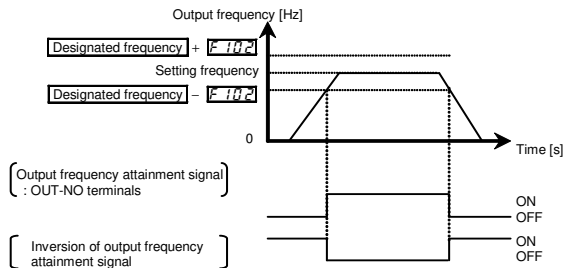 Output frequency [Hz]
Designated frequency + F102
Setting frequency
Designated frequency − F102
0
Time [s]
Output frequency attainment signal
: OUT-NO terminals
ON
OFF
Inversion of output frequency
attainment signal
ON
OFF